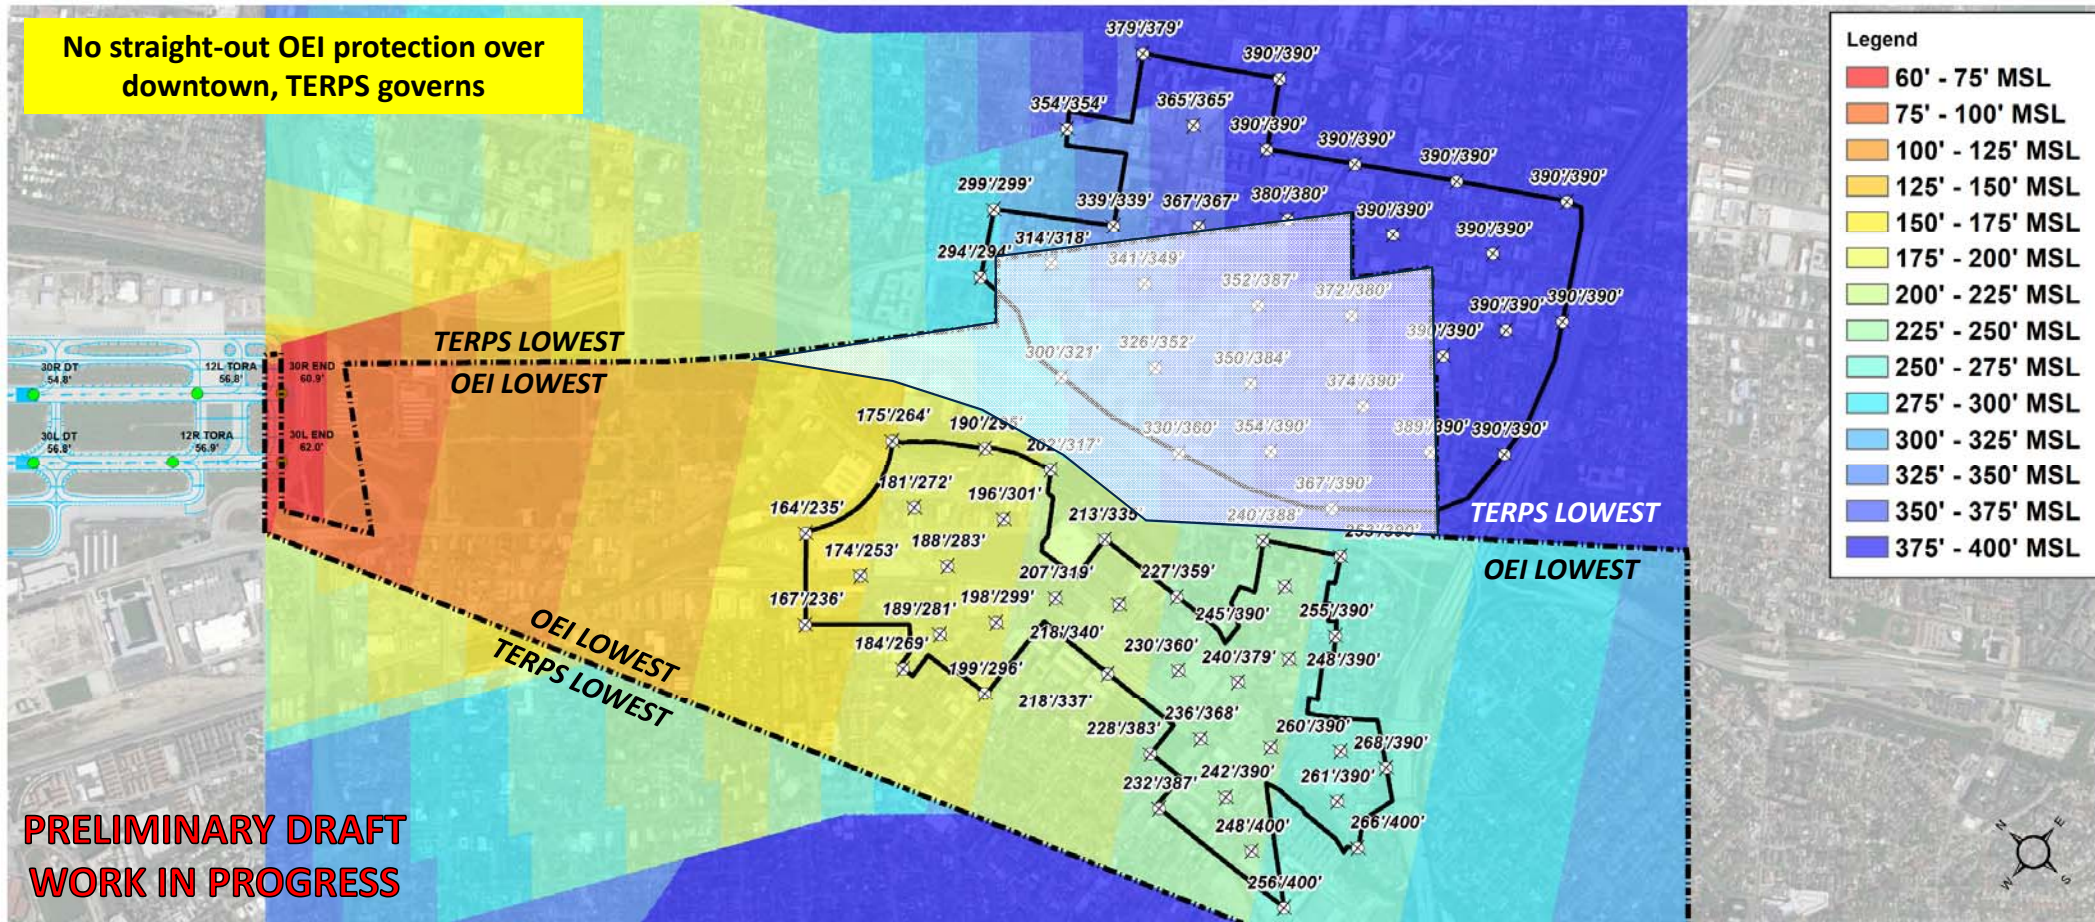 No straight-out OEI protection over
downtown, TERPS governs
379'/379'
390'/390'
354'/354'
365'/365'
390'/390'
390'/390'
390'/390'
390'/390'
299'/299'
339'/339'
367'/367'
380'/380'
390'/390'
390'/390'
294'/294'
314'/318'
341'/349'
352'/387'
372'/380'
390'/390'
390'/390'
390'/390'
300'/321'
326'/352'
350'/384'
374'/390'
330'/360'
354'/390'
389'/390'
390'/390'
367'/390'
TERPS LOWEST
OEI LOWEST
30R DT
54.8'
12L TORA
56.8'
30R END
60.9'
30L DT
56.8'
12R TORA
56.9'
30L END
62.0'
175'/264'
190'/295'
202'/317'
181'/272'
196'/301'
164'/235'
213'/335'
240'/388'
253'/390'
TERPS LOWEST
OEI LOWEST
174'/253'
188'/283'
207'/319'
227'/359'
167'/236'
189'/281'
198'/299'
245'/390'
255'/390'
184'/269'
218'/340'
230'/360'
240'/379'
248'/390'
199'/296'
218'/337'
OEI LOWEST
TERPS LOWEST
228'/383'
236'/368'
260'/390'
268'/390'
232'/387'
242'/390'
261'/390'
248'/400'
266'/400'
256'/400'
PRELIMINARY DRAFT
WORK IN PROGRESS
Legend
60' - 75' MSL
75' - 100' MSL
100' - 125' MSL
125' - 150' MSL
150' - 175' MSL
175' - 200' MSL
200' - 225' MSL
225' - 250' MSL
250' - 275' MSL
275' - 300' MSL
300' - 325' MSL
325' - 350' MSL
350' - 375' MSL
375' - 400' MSL
N
E
W
S